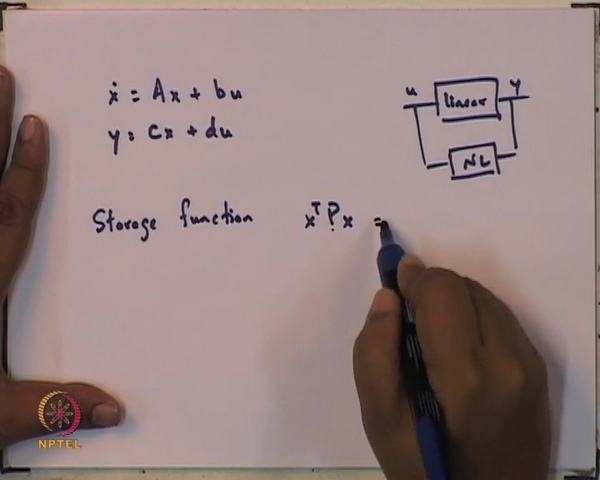 ẋ = Ax + bu
y = cx + du
u linear y
NL
Storage function xᵀPx =
NPTEL